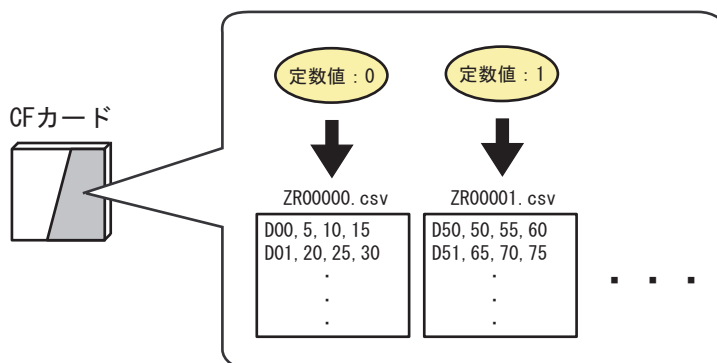 定数値：0
定数値：1
CFカード
ZR00000.csv
ZR00001.csv
D00, 5, 10, 15
D01, 20, 25, 30
D50, 50, 55, 60
D51, 65, 70, 75